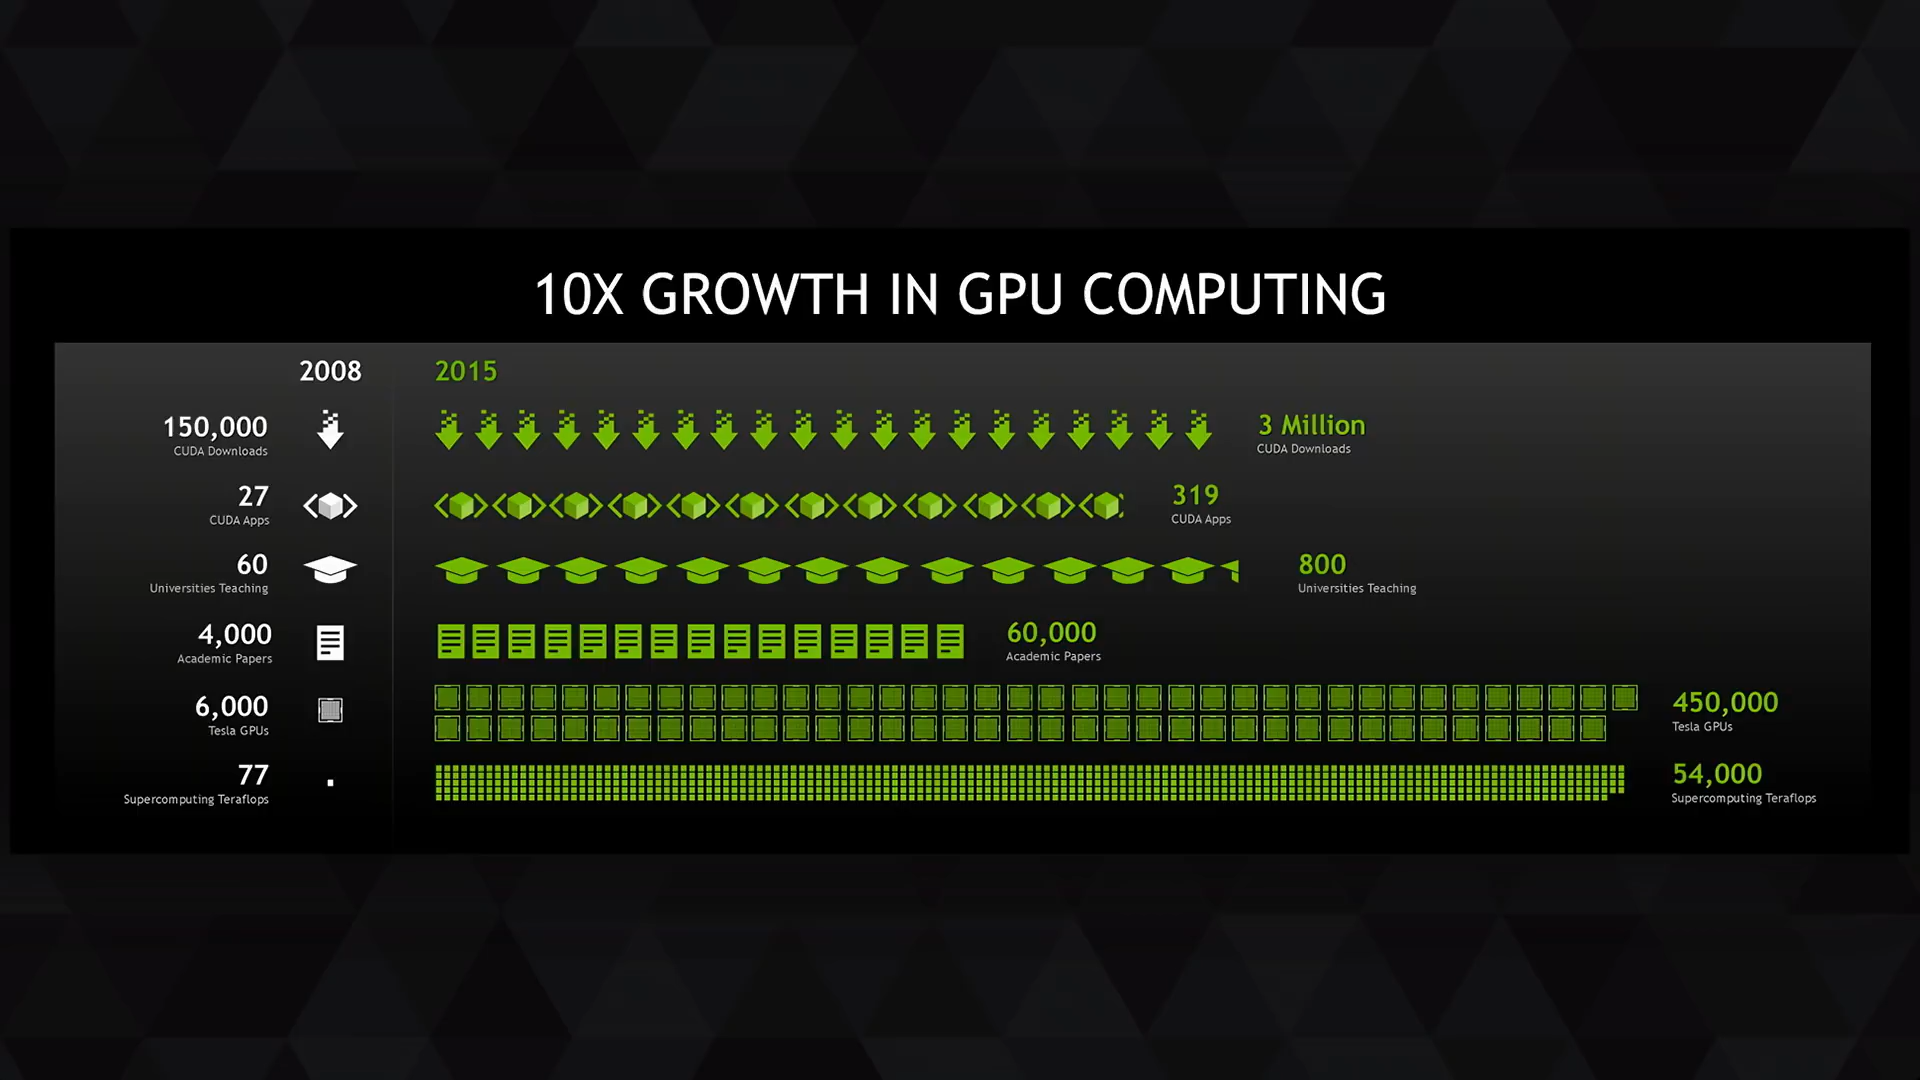 10X GROWTH IN GPU COMPUTING
2008
2015
150,000
CUDA Downloads
3 Million
CUDA Downloads
27
CUDA Apps
319
CUDA Apps
60
Universities Teaching
800
Universities Teaching
4,000
Academic Papers
60,000
Academic Papers
6,000
Tesla GPUs
450,000
Tesla GPUs
77
Supercomputing Teraflops
54,000
Supercomputing Teraflops